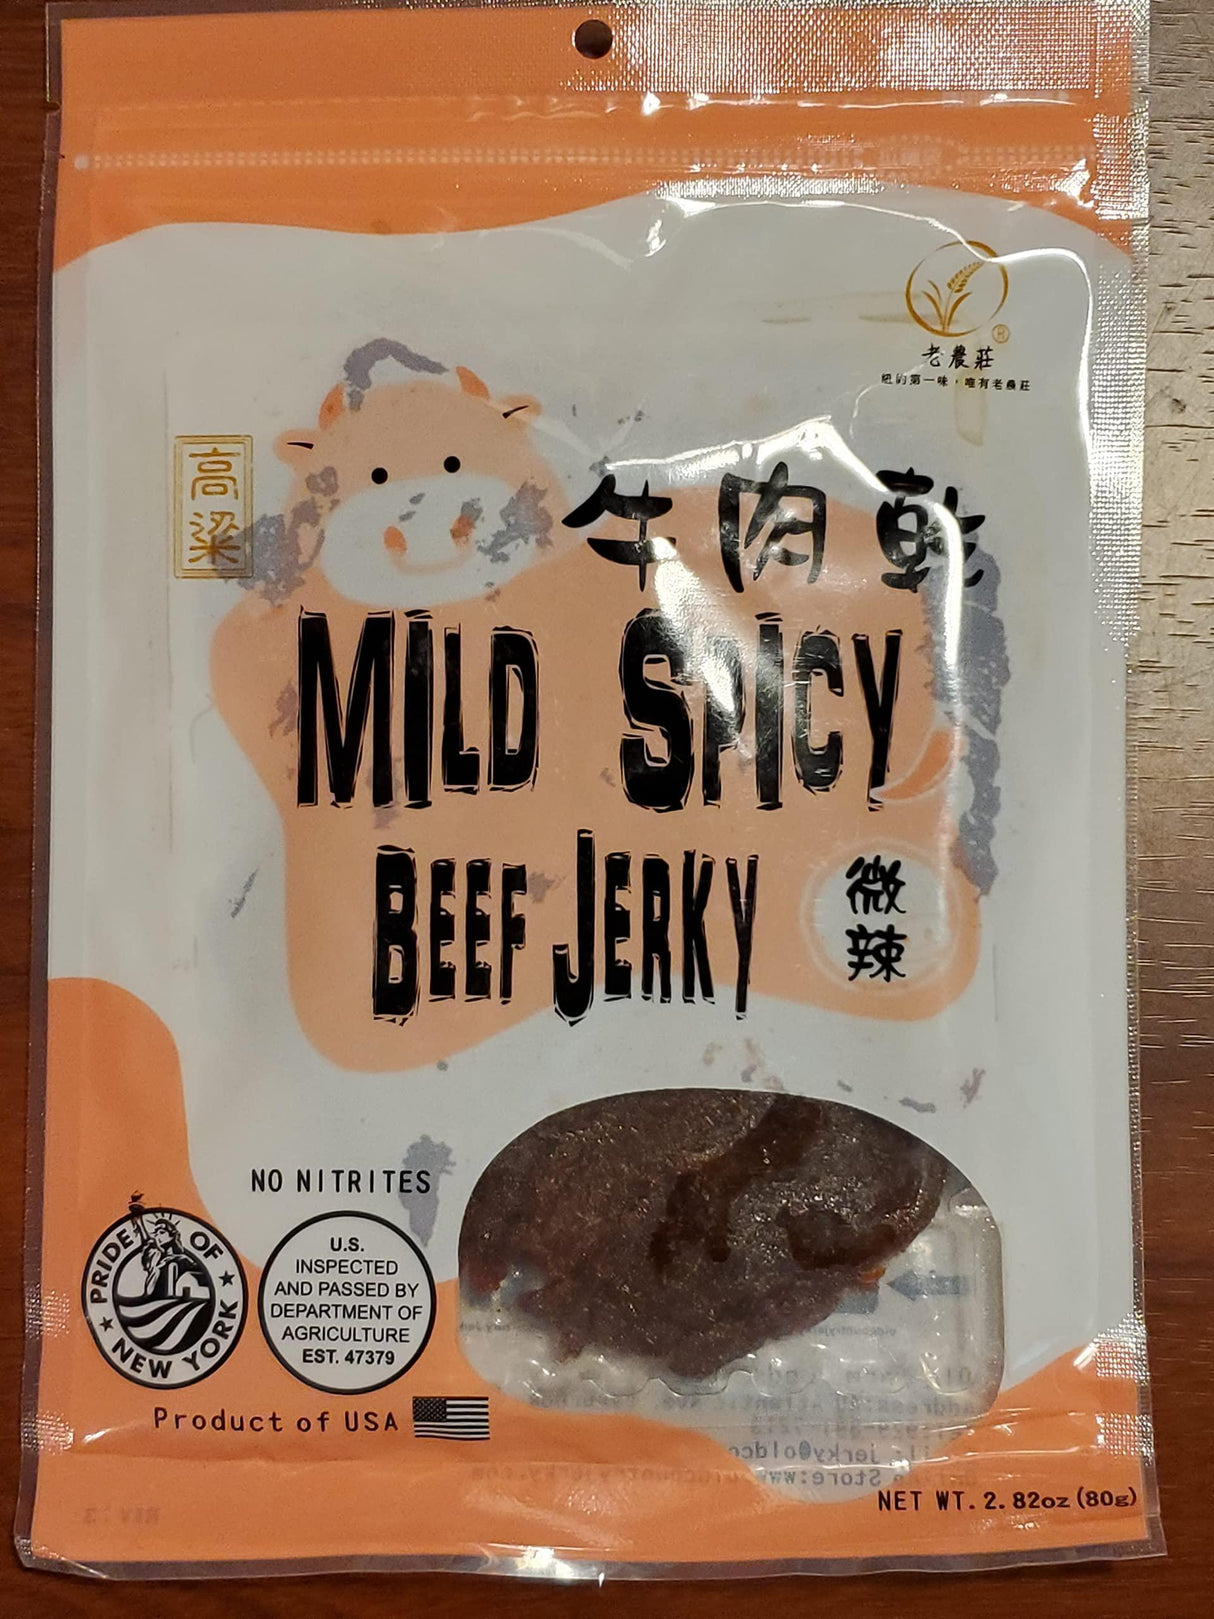 老農莊
紐約第一味，唯有老農莊
高
粱
牛肉乾
MILD SPICY
BEEF JERKY
微
辣
NO NITRITES
PRIDE OF NEW YORK
U.S.
INSPECTED
AND PASSED BY
DEPARTMENT OF
AGRICULTURE
EST. 47379
Product of USA
NET WT. 2.82oz (80g)